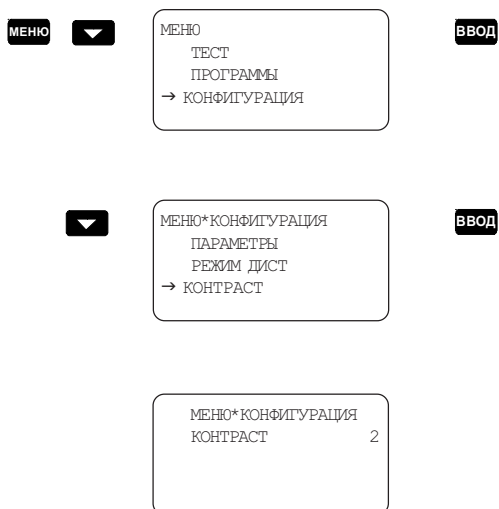 МЕНЮ
МЕНЮ
ТЕСТ
ПРОГРАММЫ
→ КОНФИГУРАЦИЯ
ВВОД
МЕНЮ*КОНФИГУРАЦИЯ
ПАРАМЕТРЫ
РЕЖИМ ДИСТ
→ КОНТРАСТ
ВВОД
МЕНЮ*КОНФИГУРАЦИЯ
КОНТРАСТ 2